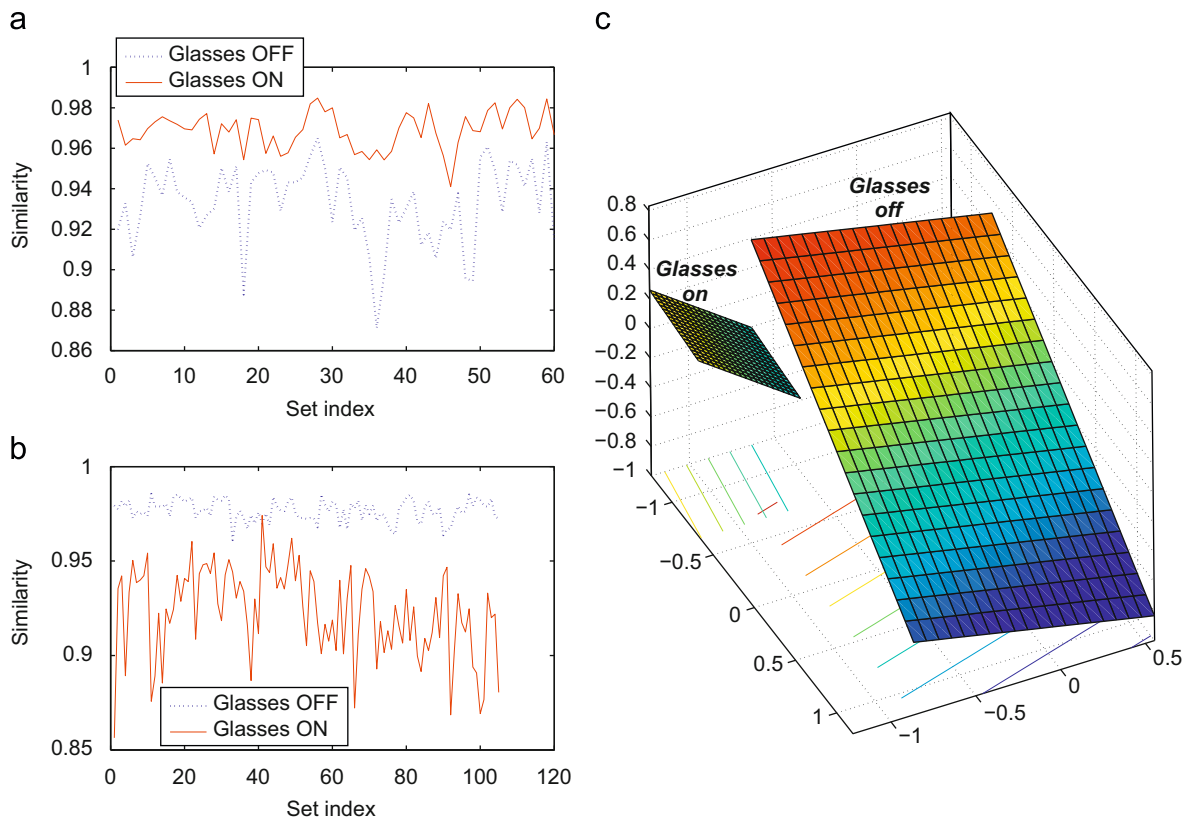 a
Glasses OFF
Glasses ON
1
0.98
0.96
0.94
0.92
0.9
0.88
0.86
Similarity
0 10 20 30 40 50 60
Set index
b
1
0.95
0.9
0.85
Similarity
Glasses OFF
Glasses ON
0 20 40 60 80 100 120
Set index
c
Glasses
off
Glasses
on
0.8
0.6
0.4
0.2
0
−0.2
−0.4
−0.6
−0.8
−1
−1
−0.5
0
0.5
1
−1
−0.5
0
0.5